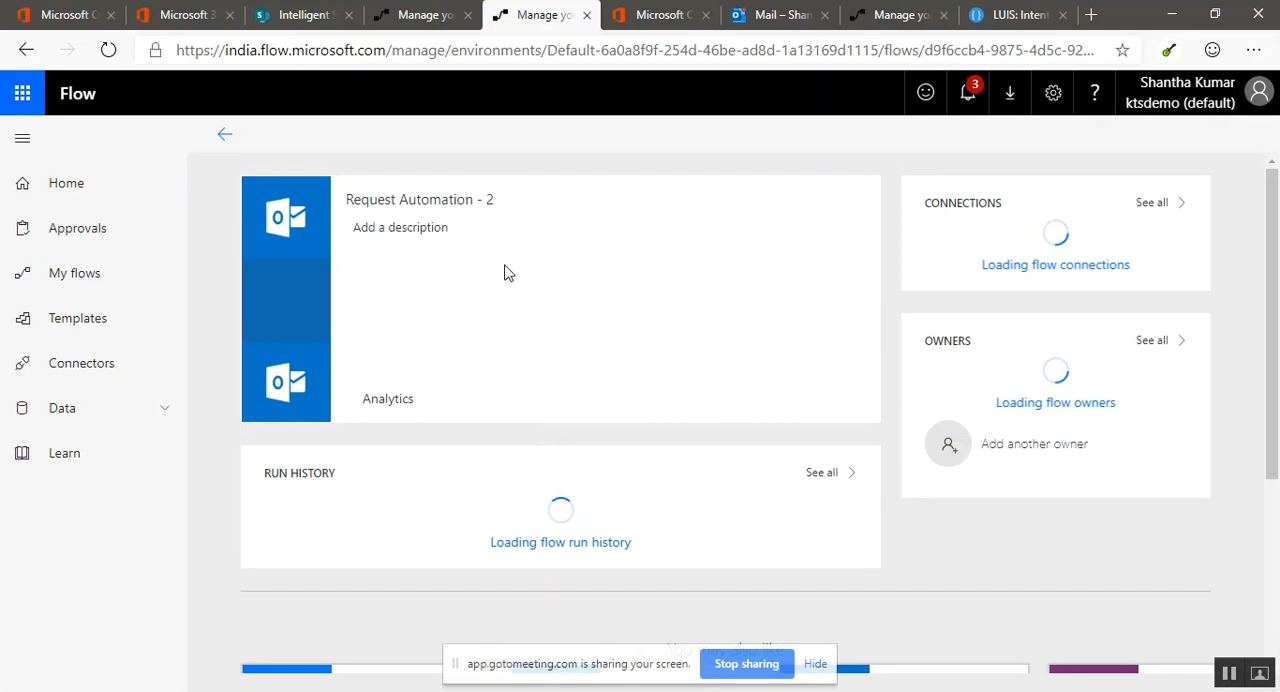 Microsoft C
Microsoft 3
Intelligent S
Manage yo
Manage yo
Microsoft C
Mail – Shan
Manage yo
LUIS: Intent
https://india.flow.microsoft.com/manage/environments/Default-6a0a8f9f-254d-46be-ad8d-1a13169d1115/flows/d9f6ccb4-9875-4d5c-92...
Flow
3
?
Shantha Kumar
ktsdemo (default)
Home
Approvals
My flows
Templates
Connectors
Data
Learn
Request Automation - 2
Add a description
Analytics
CONNECTIONS
See all
Loading flow connections
OWNERS
See all
Loading flow owners
Add another owner
RUN HISTORY
See all
Loading flow run history
app.gotomeeting.com is sharing your screen.
Stop sharing
Hide